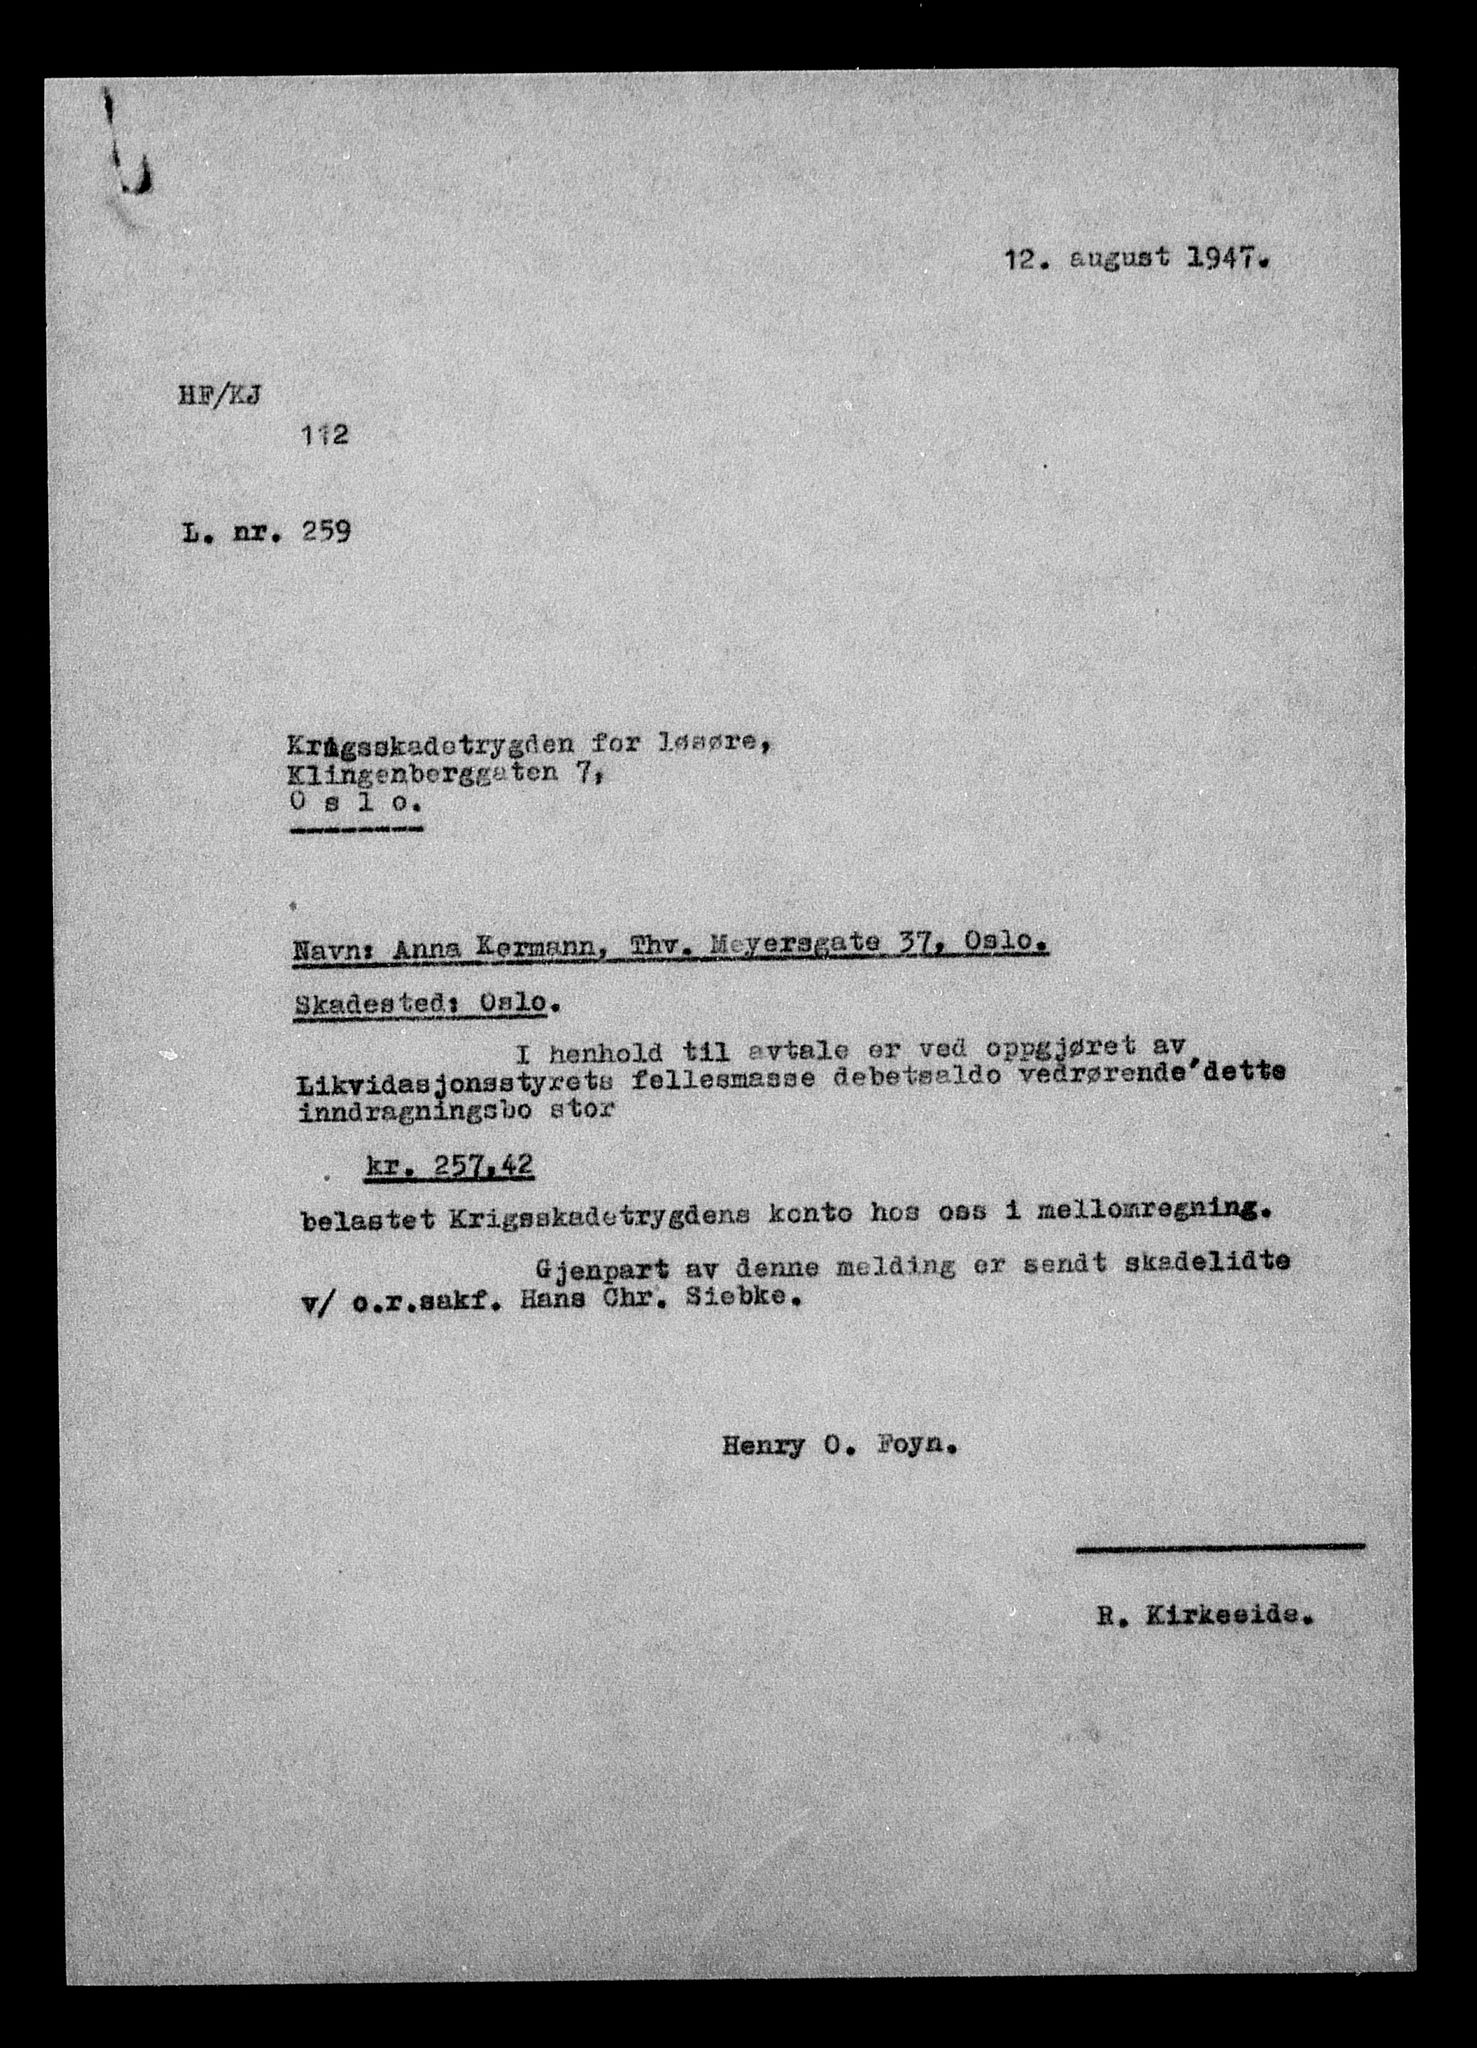 12. august 1947.
HF/KJ
112
L. nr. 259
Krigsskadetrygden for løsøre,
Klingenberggaten 7,
O s l o.
Navn: Anna Kermann, Thv. Meyersgate 37, Oslo.
Skadested: Oslo.
I henhold til avtale er ved oppgjøret av
Likvidasjonsstyrets fellesmasse debetsaldo vedrørende dette
inndragningsbo stor
kr. 257,42
belastet Krigsskadetrygdens konto hos oss i mellomregning.
Gjenpart av denne melding er sendt skadelidte
v/ o.r.sakf. Hans Chr. Siebke.
Henry O. Foyn.
R. Kirkeeide.